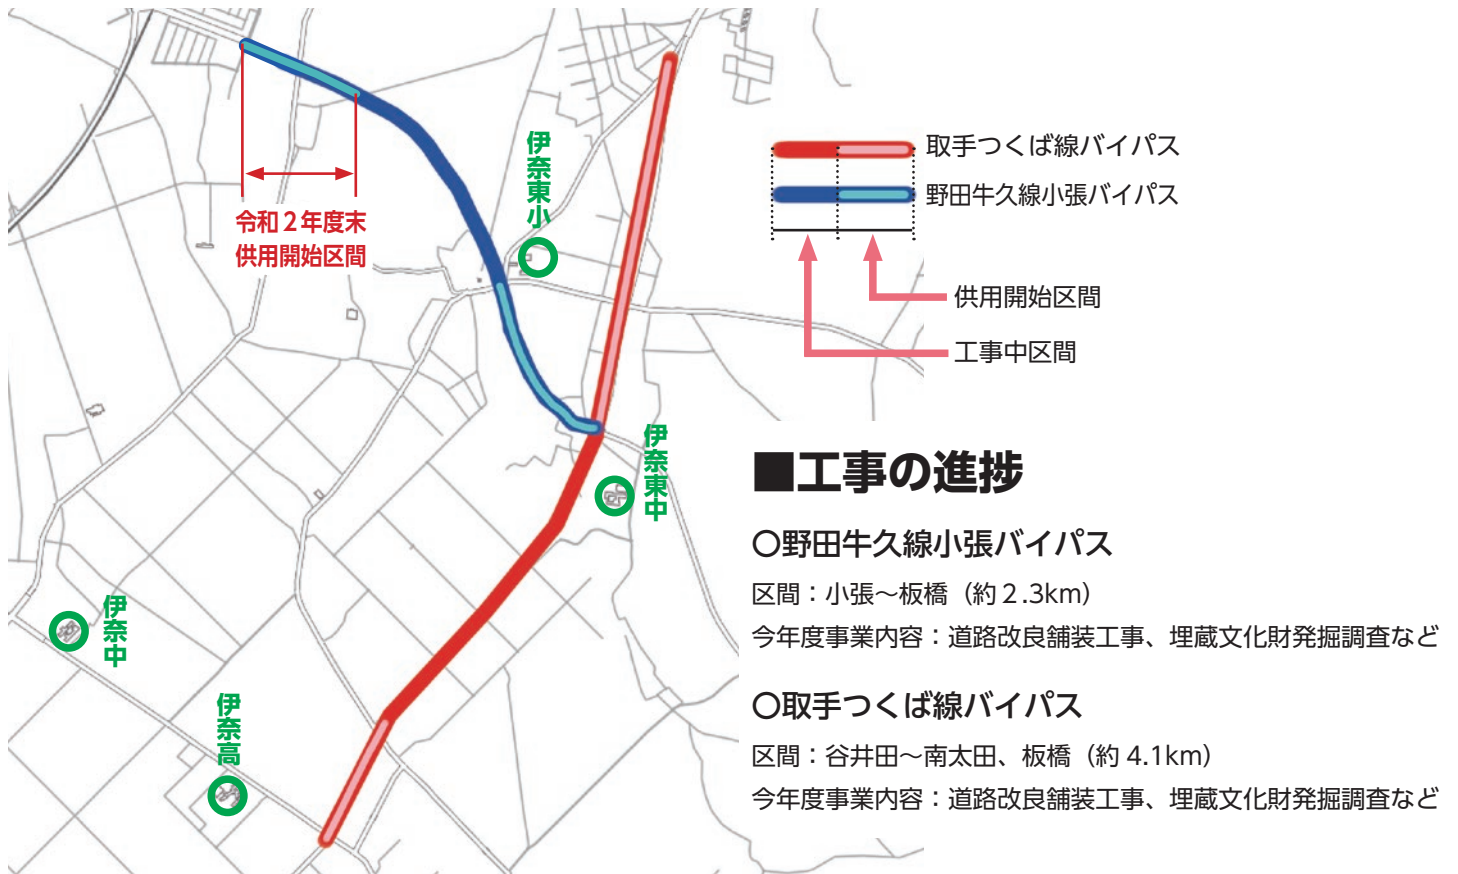 伊奈東小
令和２年度末
供用開始区間
伊奈東中
伊奈中
伊奈高
取手つくば線バイパス
野田牛久線小張バイパス
供用開始区間
工事中区間
■工事の進捗
○野田牛久線小張バイパス
区間：小張～板橋（約２.3km）
今年度事業内容：道路改良舗装工事、埋蔵文化財発掘調査など
○取手つくば線バイパス
区間：谷井田～南太田、板橋（約 4.1km）
今年度事業内容：道路改良舗装工事、埋蔵文化財発掘調査など